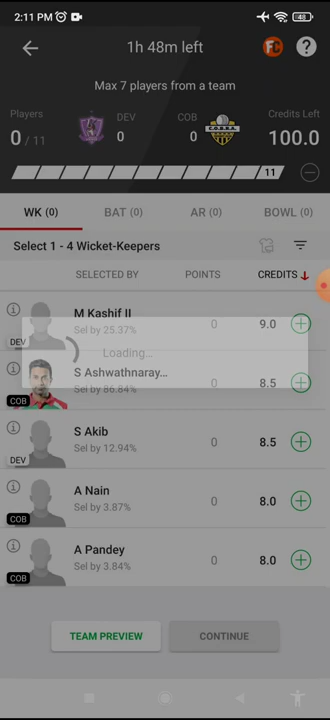 2:11 PM
48
1h 48m left
FC
?
Max 7 players from a team
Players
0 / 11
DEV
0
COB
0
COBRA
Credits Left
100.0
11
WK (0)
BAT (0)
AR (0)
BOWL (0)
Select 1 - 4 Wicket-Keepers
SELECTED BY
POINTS
CREDITS
M Kashif II
Sel by 25.37%
DEV
0
9.0
Loading...
S Ashwathnaray...
Sel by 86.84%
COB
0
8.5
S Akib
Sel by 12.94%
DEV
0
8.5
A Nain
Sel by 3.87%
COB
0
8.0
A Pandey
Sel by 3.84%
COB
0
8.0
TEAM PREVIEW
CONTINUE